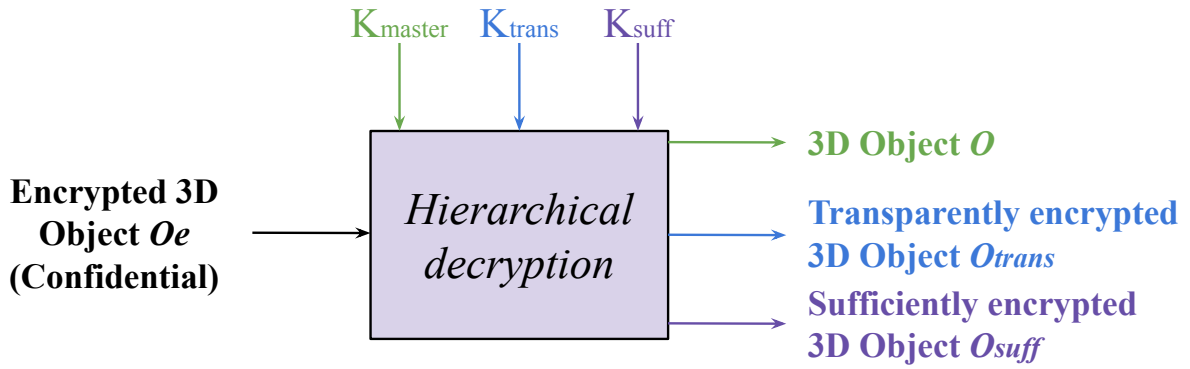 Kmaster Ktrans Ksuff
Encrypted 3D
Object Oe
(Confidential)
Hierarchical
decryption
3D Object O
Transparently encrypted
3D Object Otrans
Sufficiently encrypted
3D Object Osuff